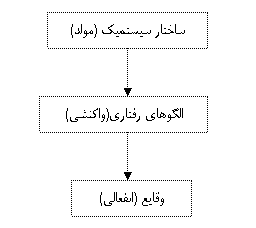 ساختار سیستمیک (مولد)
الگوهای رفتاری(واکنشی)
وقایع (انفعالی)